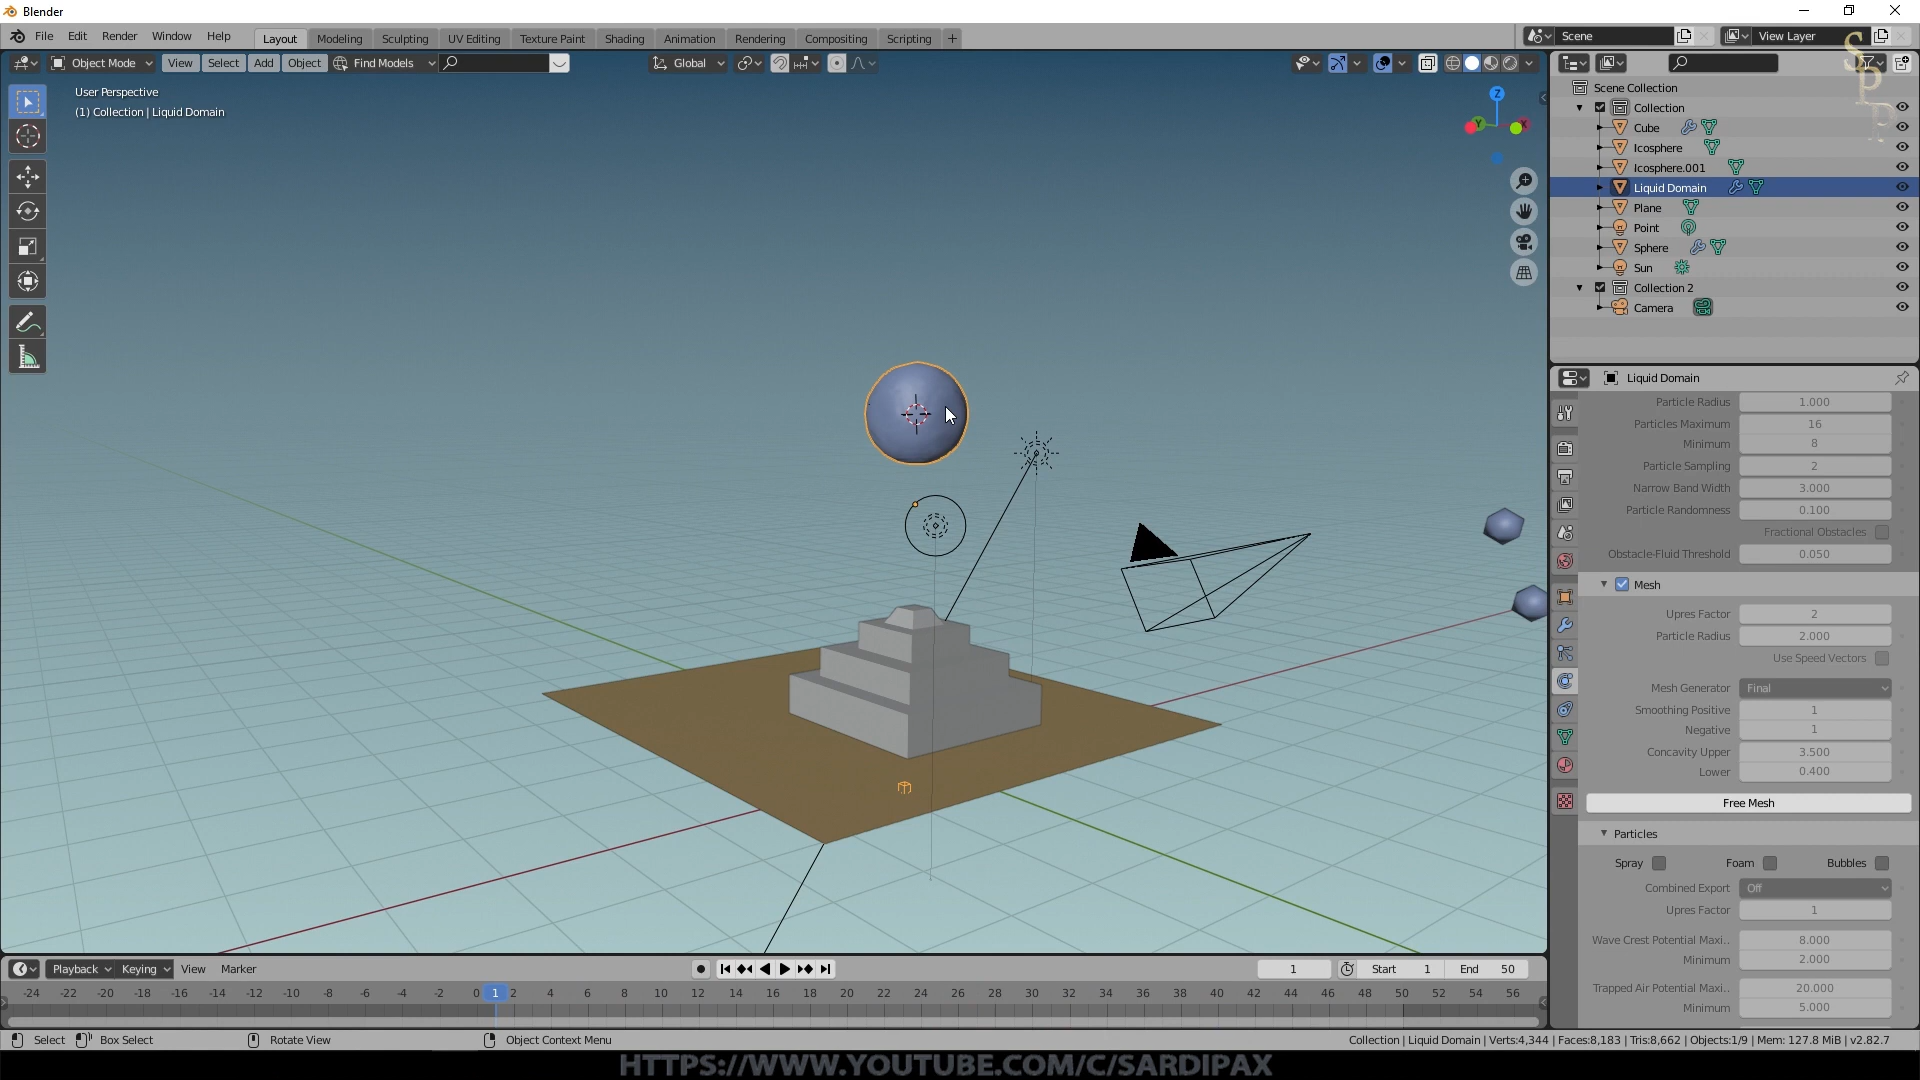 Blender
File Edit Render Window Help
Layout Modeling Sculpting UV Editing Texture Paint Shading Animation Rendering Compositing Scripting +
Scene View Layer
Object Mode View Select Add Object Find Models Global
User Perspective
(1) Collection | Liquid Domain
Z
Y
X
SPP
Scene Collection
Collection
Cube
Icosphere
Icosphere.001
Liquid Domain
Plane
Point
Sphere
Sun
Collection 2
Camera
Liquid Domain
Particle Radius 1.000
Particles Maximum 16
Minimum 8
Particle Sampling 2
Narrow Band Width 3.000
Particle Randomness 0.100
Fractional Obstacles
Obstacle-Fluid Threshold 0.050
Mesh
Upres Factor 2
Particle Radius 2.000
Use Speed Vectors
Mesh Generator Final
Smoothing Positive 1
Negative 1
Concavity Upper 3.500
Lower 0.400
Free Mesh
Particles
Spray Foam Bubbles
Combined Export Off
Upres Factor 1
Wave Crest Potential Maxi.. 8.000
Minimum 2.000
Trapped Air Potential Maxi.. 20.000
Minimum 5.000
Playback Keying View Marker 1 Start 1 End 50
-24 -22 -20 -18 -16 -14 -12 -10 -8 -6 -4 -2 0 1 2 4 6 8 10 12 14 16 18 20 22 24 26 28 30 32 34 36 38 40 42 44 46 48 50 52 54 56
Select Box Select Rotate View Object Context Menu Collection | Liquid Domain | Verts:4,344 | Faces:8,183 | Tris:8,662 | Objects:1/9 | Mem: 127.8 MiB | v2.82.7
HTTPS://WWW.YOUTUBE.COM/C/SARDIPAX